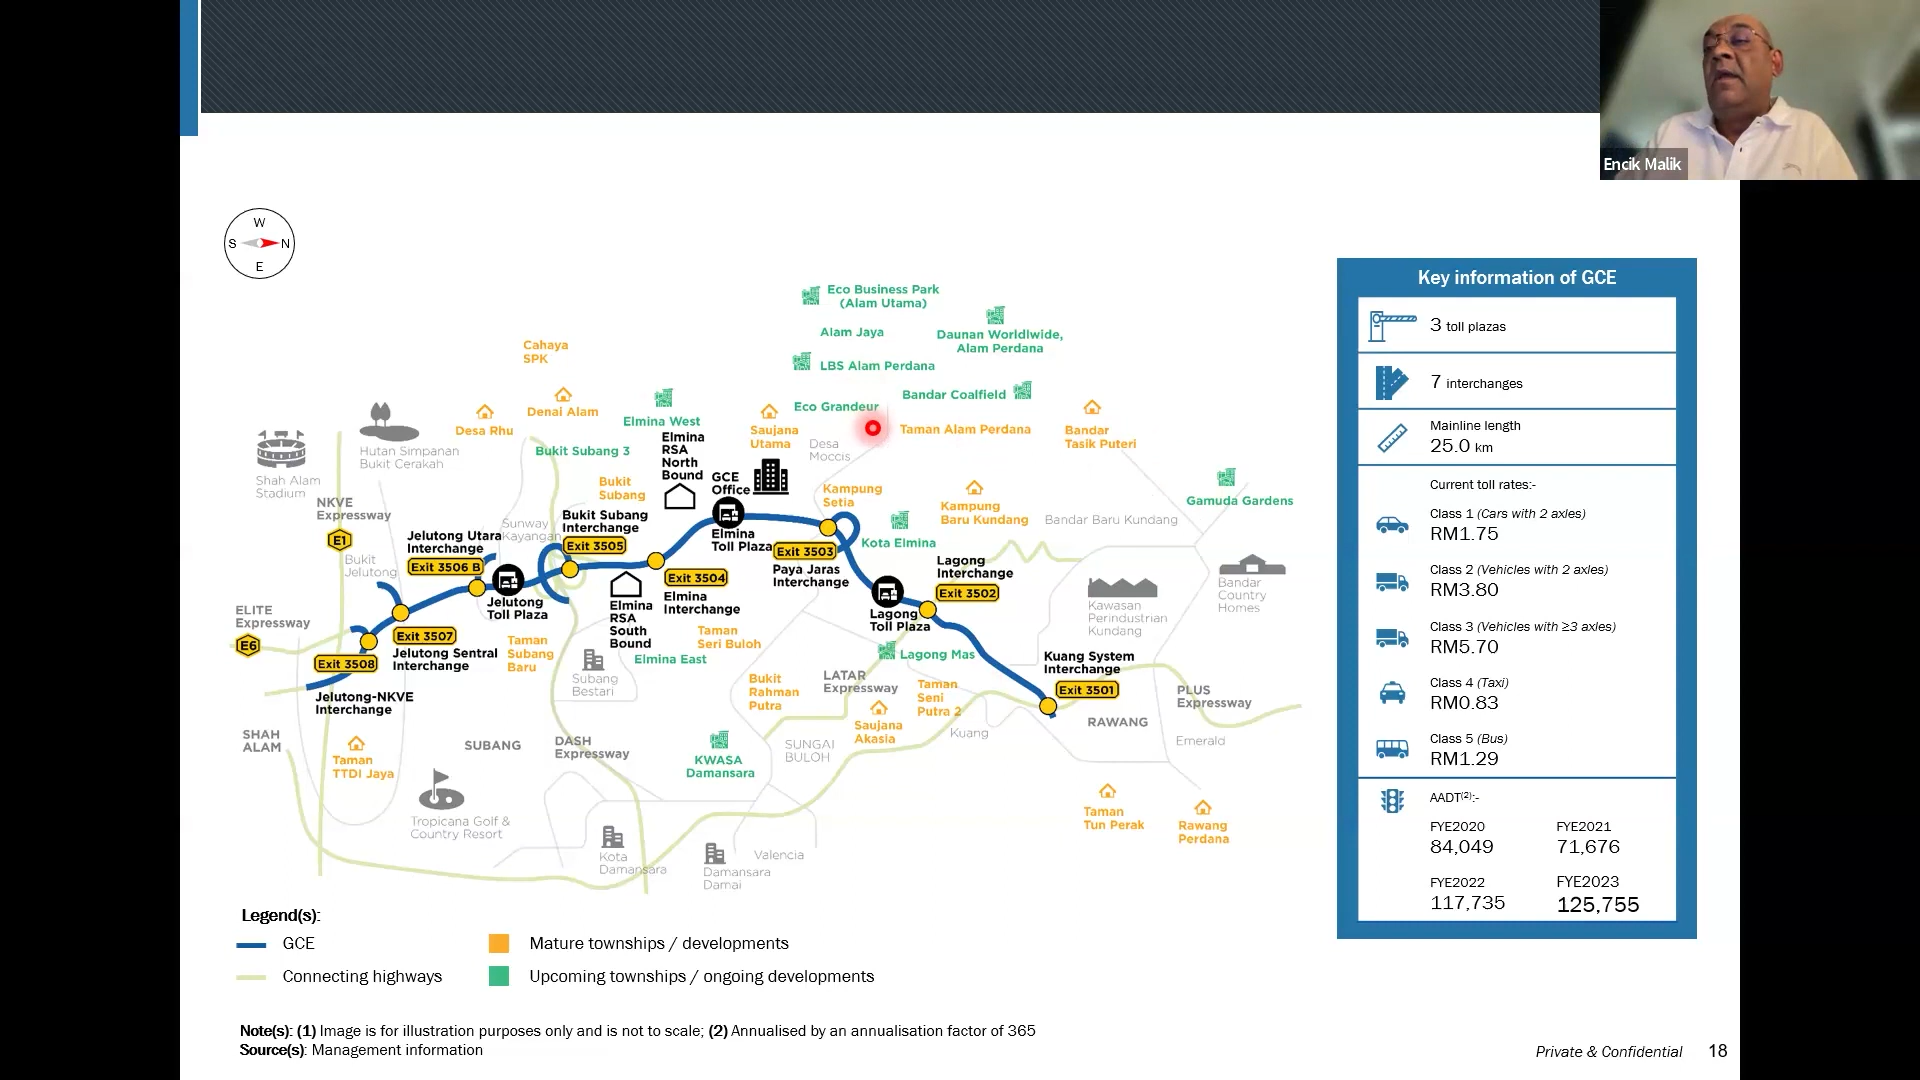 Encik Malik
W
S
N
E
Eco Business Park
(Alam Utama)
Alam Jaya
Daunan Worldlwide,
Alam Perdana
LBS Alam Perdana
Bandar Coalfield
Eco Grandeur
Taman Alam Perdana
Cahaya
SPK
Denai Alam
Desa Rhu
Elmina West
Saujana
Utama
Desa
Moccis
Bandar
Tasik Puteri
Hutan Simpanan
Bukit Cerakah
Shah Alam
Stadium
Bukit Subang 3
Elmina
RSA
North
Bound
GCE
Office
Bukit
Subang
Kampung
Setia
Kampung
Baru Kundang
Bandar Baru Kundang
Gamuda Gardens
NKVE
Expressway
E1
Bukit
Jelutong
Sunway
Kayangan
Jelutong Utara
Interchange
Exit 3506 B
Bukit Subang
Interchange
Exit 3505
Elmina
Toll Plaza
Exit 3503
Paya Jaras
Interchange
Kota Elmina
Lagong
Interchange
Exit 3502
Lagong
Toll Plaza
Exit 3504
Elmina
Interchange
Elmina
RSA
South
Bound
Jelutong
Toll Plaza
ELITE
Expressway
E6
Exit 3507
Jelutong Sentral
Interchange
Exit 3508
Jelutong-NKVE
Interchange
Taman
Subang
Baru
Taman
Seri Buloh
Elmina East
Subang
Bestari
Lagong Mas
Kawasan
Perindustrian
Kundang
Bandar
Country
Homes
Kuang System
Interchange
Exit 3501
Bukit
Rahman
Putra
LATAR
Expressway
Taman
Seni
Putra 2
Saujana
Akasia
Kuang
RAWANG
PLUS
Expressway
Emerald
SHAH
ALAM
Taman
TTDI Jaya
SUBANG
DASH
Expressway
KWASA
Damansara
SUNGAI
BULOH
Tropicana Golf &
Country Resort
Kota
Damansara
Damansara
Damai
Valencia
Taman
Tun Perak
Rawang
Perdana
Key information of GCE
3 toll plazas
7 interchanges
Mainline length
25.0 km
Current toll rates:-
Class 1 (Cars with 2 axles)
RM1.75
Class 2 (Vehicles with 2 axles)
RM3.80
Class 3 (Vehicles with ≥3 axles)
RM5.70
Class 4 (Taxi)
RM0.83
Class 5 (Bus)
RM1.29
AADT(2):-
FYE2020 FYE2021
84,049 71,676
FYE2022 FYE2023
117,735 125,755
Legend(s):
GCE
Mature townships / developments
Connecting highways
Upcoming townships / ongoing developments
Note(s): (1) Image is for illustration purposes only and is not to scale; (2) Annualised by an annualisation factor of 365
Source(s): Management information
Private & Confidential 18